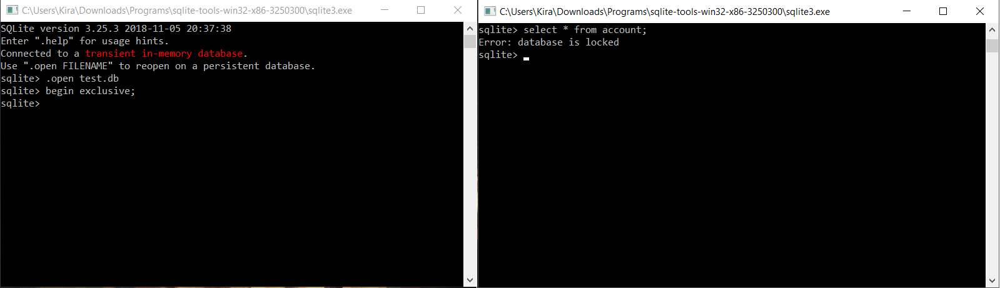 C:\Users\Kira\Downloads\Programs\sqlite-tools-win32-x86-3250300\sqlite3.exe
SQLite version 3.25.3 2018-11-05 20:37:38
Enter ".help" for usage hints.
Connected to a transient in-memory database.
Use ".open FILENAME" to reopen on a persistent database.
sqlite> .open test.db
sqlite> begin exclusive;
sqlite>
C:\Users\Kira\Downloads\Programs\sqlite-tools-win32-x86-3250300\sqlite3.exe
sqlite> select * from account;
Error: database is locked
sqlite>